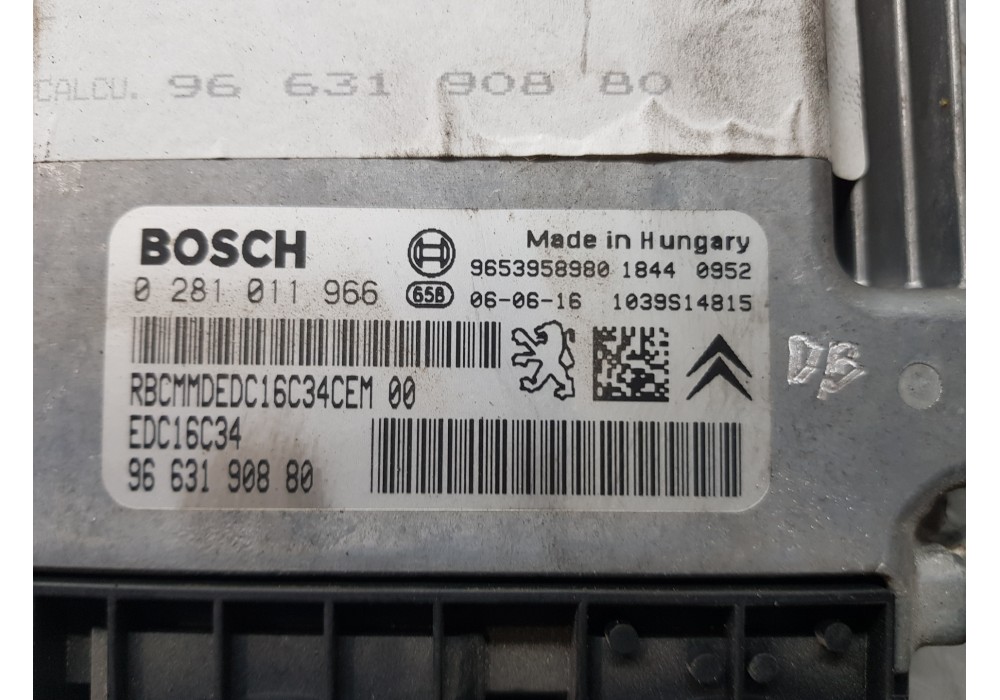 CALCU. 96 631 908 80
BOSCH
Made in Hungary
9653958980 1844 0952
0 281 011 966
65B 06-06-16 1039S14815
RBCMMDEDC16C34CEM 00
EDC16C34
96 631 908 80